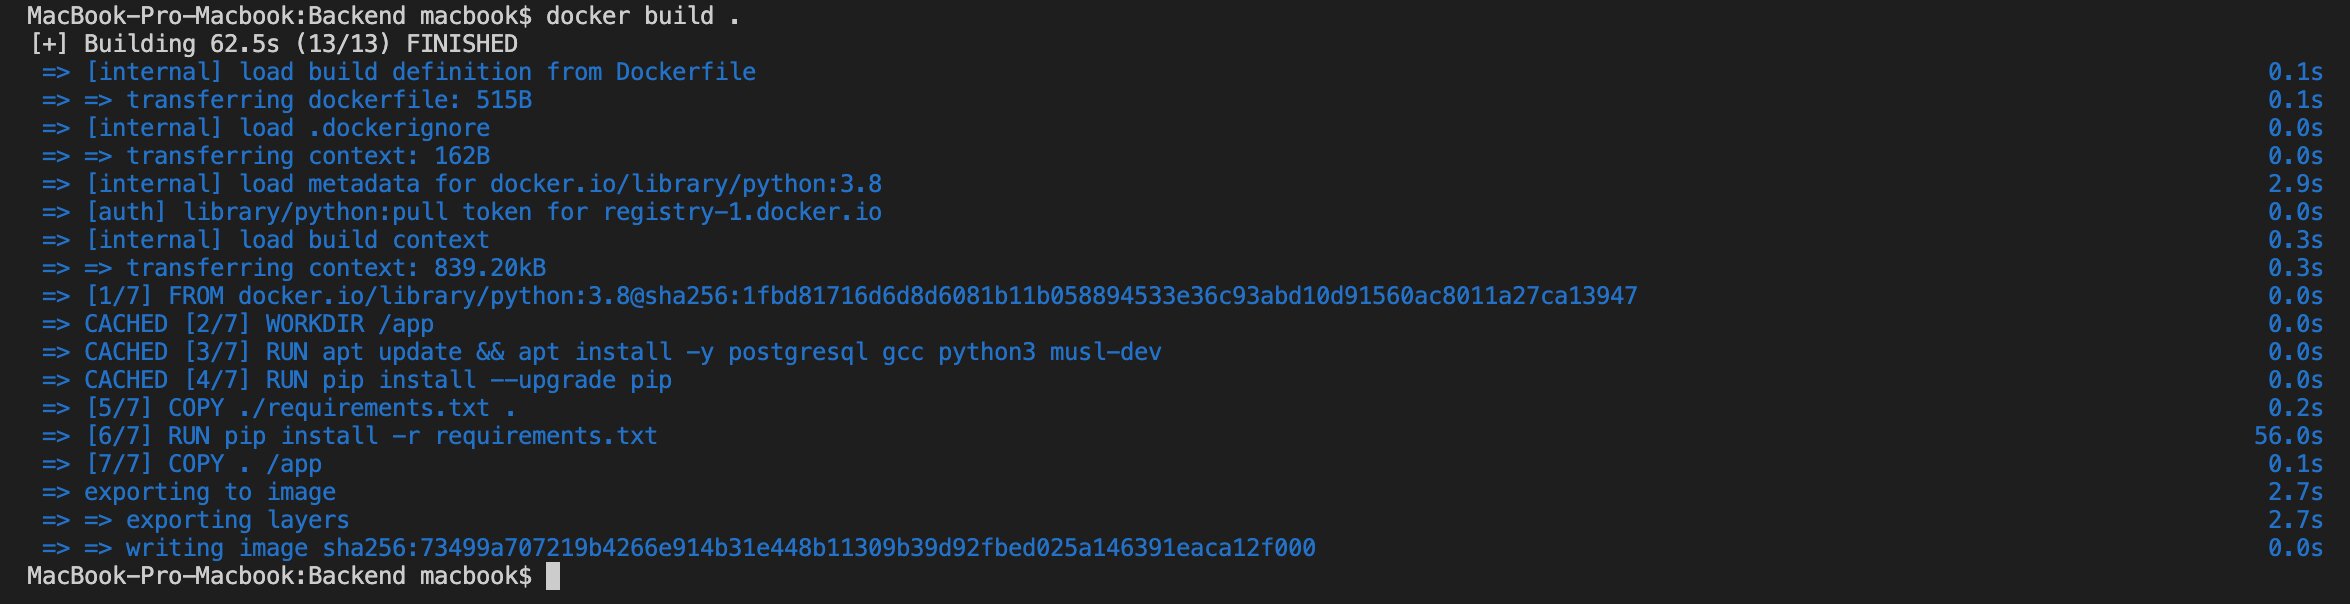 MacBook-Pro-Macbook:Backend macbook$ docker build .
[+] Building 62.5s (13/13) FINISHED
=> [internal] load build definition from Dockerfile 0.1s
=> => transferring dockerfile: 515B 0.1s
=> [internal] load .dockerignore 0.0s
=> => transferring context: 162B 0.0s
=> [internal] load metadata for docker.io/library/python:3.8 2.9s
=> [auth] library/python:pull token for registry-1.docker.io 0.0s
=> [internal] load build context 0.3s
=> => transferring context: 839.20kB 0.3s
=> [1/7] FROM docker.io/library/python:3.8@sha256:1fbd81716d6d8d6081b11b058894533e36c93abd10d91560ac8011a27ca13947 0.0s
=> CACHED [2/7] WORKDIR /app 0.0s
=> CACHED [3/7] RUN apt update && apt install -y postgresql gcc python3 musl-dev 0.0s
=> CACHED [4/7] RUN pip install --upgrade pip 0.0s
=> [5/7] COPY ./requirements.txt . 0.2s
=> [6/7] RUN pip install -r requirements.txt 56.0s
=> [7/7] COPY . /app 0.1s
=> exporting to image 2.7s
=> => exporting layers 2.7s
=> => writing image sha256:73499a707219b4266e914b31e448b11309b39d92fbed025a146391eaca12f000 0.0s
MacBook-Pro-Macbook:Backend macbook$